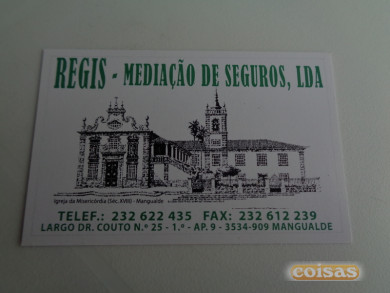 REGIS - MEDIAÇÃO DE SEGUROS, LDA
Igreja da Misericórdia (Séc. XVIII) - Mangualde
TELEF.: 232 622 435 FAX: 232 612 239
LARGO DR. COUTO N.º 25 - 1.º - AP. 9 - 3534-909 MANGUALDE
coisas